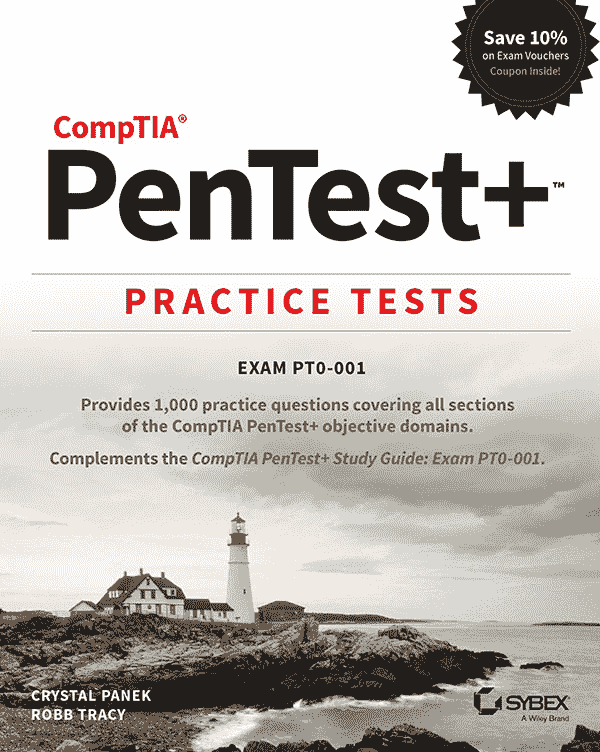 Save 10%
on Exam Vouchers
Coupon Inside!
CompTIA®
PenTest+™
PRACTICE TESTS
EXAM PT0-001
Provides 1,000 practice questions covering all sections
of the CompTIA PenTest+ objective domains.
Complements the CompTIA PenTest+ Study Guide: Exam PT0-001.
CRYSTAL PANEK
ROBB TRACY
SYBEX
A Wiley Brand